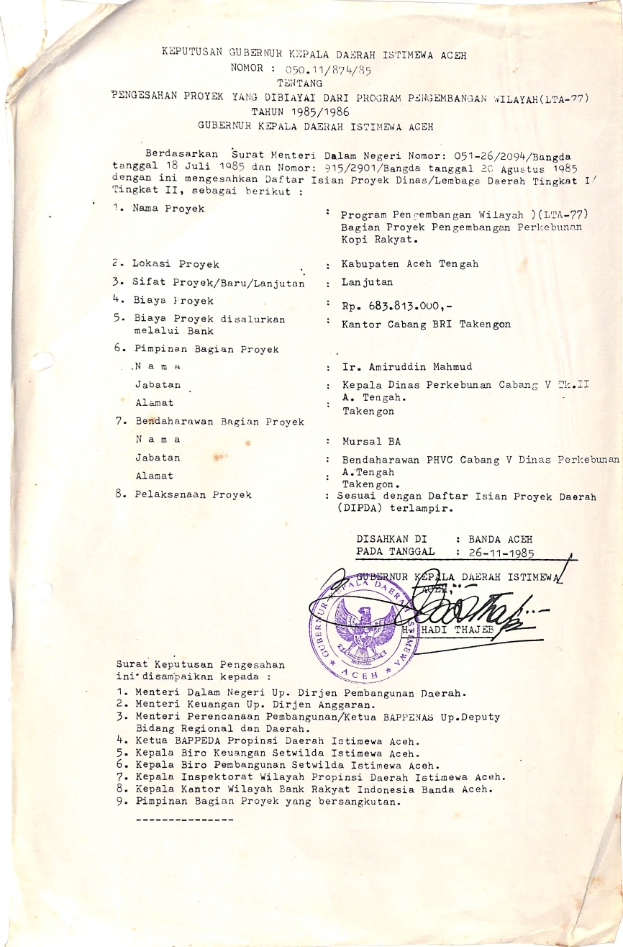 KEPUTUSAN GUBERNUR KEPALA DAERAH ISTIMEWA ACEH
NOMOR : 050.11/874/85
TENTANG
PENGESAHAN PROYEK YANG DIBIAYAI DARI PROGRAM PENGEMBANGAN WILAYAH(LTA-77)
TAHUN 1985/1986
GUBERNUR KEPALA DAERAH ISTIMEWA ACEH
Berdasarkan Surat Menteri Dalam Negeri Nomor: 051-26/2094/Bangda
tanggal 18 Juli 1985 dan Nomor: 915/2901/Bangda tanggal 20 Agustus 1985
dengan ini mengesahkan Daftar Isian Proyek Dinas/Lembaga Daerah Tingkat I/
Tingkat II, sebagai berikut :
1. Nama Proyek : Program Pengembangan Wilayah )(LTA-77)
Bagian Proyek Pengembangan Perkebunan
Kopi Rakyat.
2. Lokasi Proyek : Kabupaten Aceh Tengah
3. Sifat Proyek/Baru/Lanjutan : Lanjutan
4. Biaya Proyek : Rp. 683.813.000,-
5. Biaya Proyek disalurkan : Kantor Cabang BRI Takengon
melalui Bank
6. Pimpinan Bagian Proyek
N a m a : Ir. Amiruddin Mahmud
Jabatan : Kepala Dinas Perkebunan Cabang V Tk.II
A. Tengah.
Alamat : Takengon
7. Bendaharawan Bagian Proyek
N a m a : Mursal BA
Jabatan : Bendaharawan PHVC Cabang V Dinas Perkebunan
A.Tengah
Alamat : Takengon.
8. Pelaksanaan Proyek : Sesuai dengan Daftar Isian Proyek Daerah
(DIPDA) terlampir.
DISAHKAN DI : BANDA ACEH
PADA TANGGAL : 26-11-1985
GUBERNUR KEPALA DAERAH ISTIMEWA
ACEH,
GUBERNUR KEPALA DAERAH ISTIMEWA
ACEH
H. HADI THAJEB
Surat Keputusan Pengesahan
ini disampaikan kepada :
1. Menteri Dalam Negeri Up. Dirjen Pembangunan Daerah.
2. Menteri Keuangan Up. Dirjen Anggaran.
3. Menteri Perencanaan Pembangunan/Ketua BAPPENAS Up.Deputy
Bidang Regional dan Daerah.
4. Ketua BAPPEDA Propinsi Daerah Istimewa Aceh.
5. Kepala Biro Keuangan Setwilda Istimewa Aceh.
6. Kepala Biro Pembangunan Setwilda Istimewa Aceh.
7. Kepala Inspektorat Wilayah Propinsi Daerah Istimewa Aceh.
8. Kepala Kantor Wilayah Bank Rakyat Indonesia Banda Aceh.
9. Pimpinan Bagian Proyek yang bersangkutan.
---------------